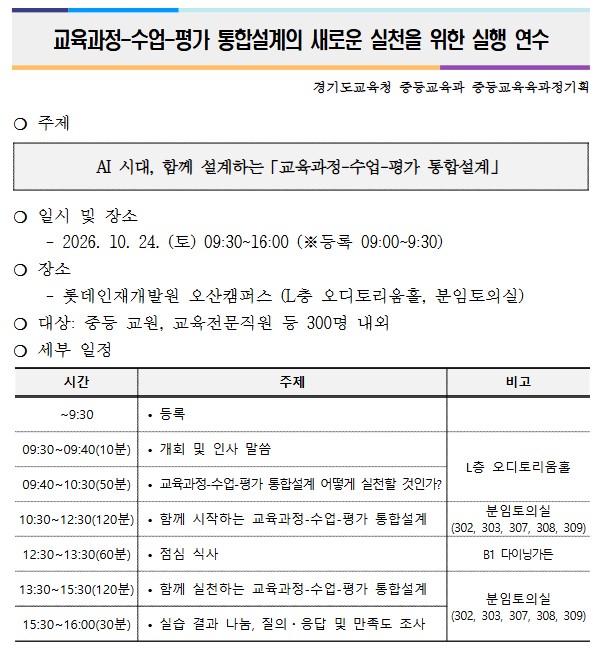 교육과정-수업-평가 통합설계의 새로운 실천을 위한 실행 연수
경기도교육청 중등교육과 중등교육육과정기획
❍ 주제
AI 시대, 함께 설계하는 「교육과정-수업-평가 통합설계」
❍ 일시 및 장소
- 2026. 10. 24. (토) 09:30~16:00 (※등록 09:00~9:30)
❍ 장소
- 롯데인재개발원 오산캠퍼스 (L층 오디토리움홀, 분임토의실)
❍ 대상: 중등 교원, 교육전문직원 등 300명 내외
❍ 세부 일정
시간 주제 비고
~9:30 • 등록
09:30~09:40(10분) • 개회 및 인사 말씀
L층 오디토리움홀
09:40~10:30(50분) • 교육과정-수업-평가 통합설계 어떻게 실천할 것인가?
10:30~12:30(120분) • 함께 시작하는 교육과정-수업-평가 통합설계 분임토의실
(302, 303, 307, 308, 309)
12:30~13:30(60분) • 점심 식사 B1 다이닝가든
13:30~15:30(120분) • 함께 실천하는 교육과정-수업-평가 통합설계
분임토의실
(302, 303, 307, 308, 309)
15:30~16:00(30분) • 실습 결과 나눔, 질의·응답 및 만족도 조사